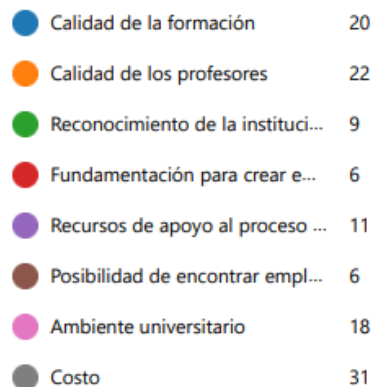 Calidad de la formación 20
Calidad de los profesores 22
Reconocimiento de la instituci... 9
Fundamentación para crear e... 6
Recursos de apoyo al proceso ... 11
Posibilidad de encontrar empl... 6
Ambiente universitario 18
Costo 31